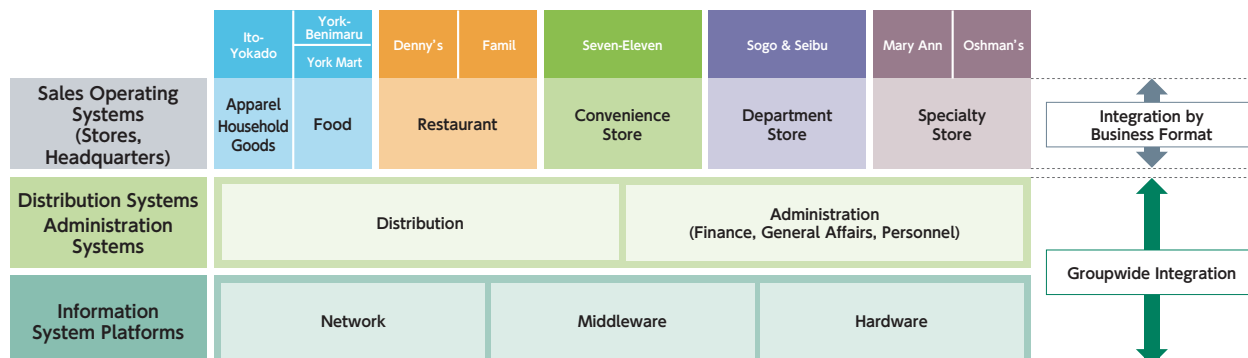 Ito-
Yokado
York-
Benimaru
York Mart
Denny's
Famil
Seven-Eleven
Sogo & Seibu
Mary Ann
Oshman's
Sales Operating
Systems
(Stores,
Headquarters)
Apparel
Household
Goods
Food
Restaurant
Convenience
Store
Department
Store
Specialty
Store
Integration by
Business Format
Distribution Systems
Administration
Systems
Distribution
Administration
(Finance, General Affairs, Personnel)
Groupwide Integration
Information
System Platforms
Network
Middleware
Hardware